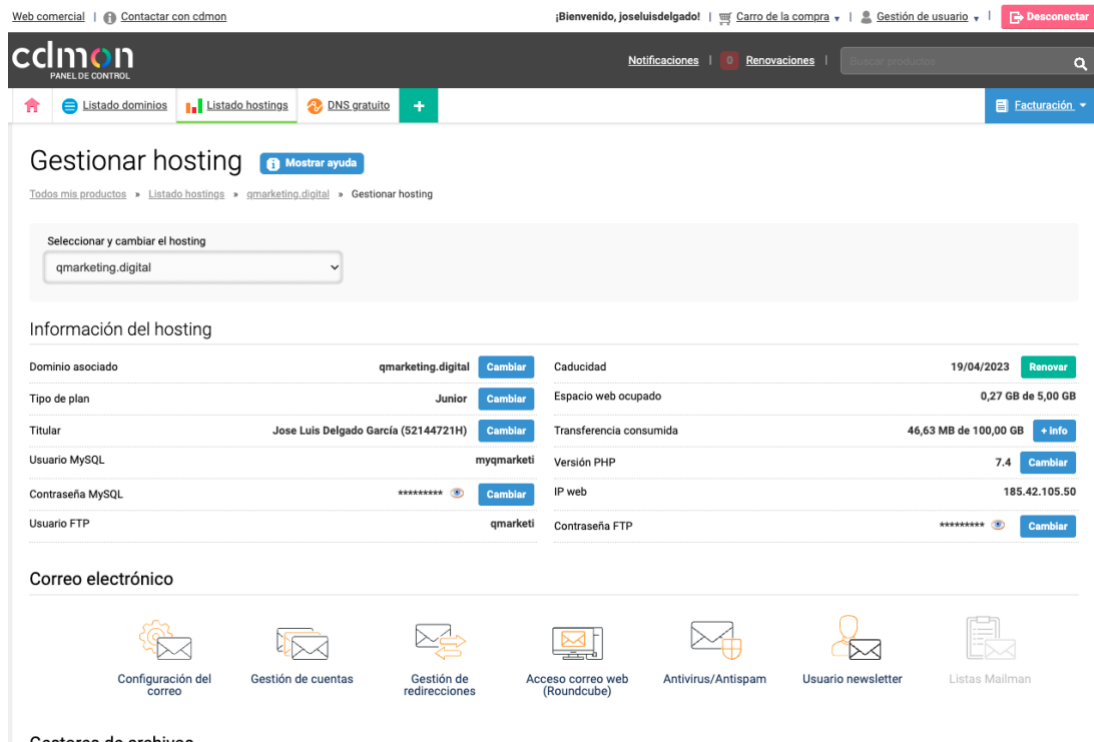 Web comercial | Contactar con cdmon ¡Bienvenido, joseluisdelgado! | Carro de la compra | Gestión de usuario | Desconectar
cdmon
PANEL DE CONTROL
Notificaciones | 0 Renovaciones | Buscar productos
Listado dominios Listado hostings DNS gratuito + Facturación
Gestionar hosting Mostrar ayuda
Todos mis productos » Listado hostings » qmarketing.digital » Gestionar hosting
Seleccionar y cambiar el hosting
qmarketing.digital
Información del hosting
Dominio asociado qmarketing.digital Cambiar
Tipo de plan Junior Cambiar
Titular Jose Luis Delgado García (52144721H) Cambiar
Usuario MySQL myqmarketi
Contraseña MySQL ********* Cambiar
Usuario FTP qmarketi
Caducidad 19/04/2023 Renovar
Espacio web ocupado 0,27 GB de 5,00 GB
Transferencia consumida 46,63 MB de 100,00 GB + info
Versión PHP 7.4 Cambiar
IP web 185.42.105.50
Contraseña FTP ********* Cambiar
Correo electrónico
Configuración del
correo
Gestión de cuentas
Gestión de
redirecciones
Acceso correo web
(Roundcube)
Antivirus/Antispam
Usuario newsletter
Listas Mailman
Gestores de archivos